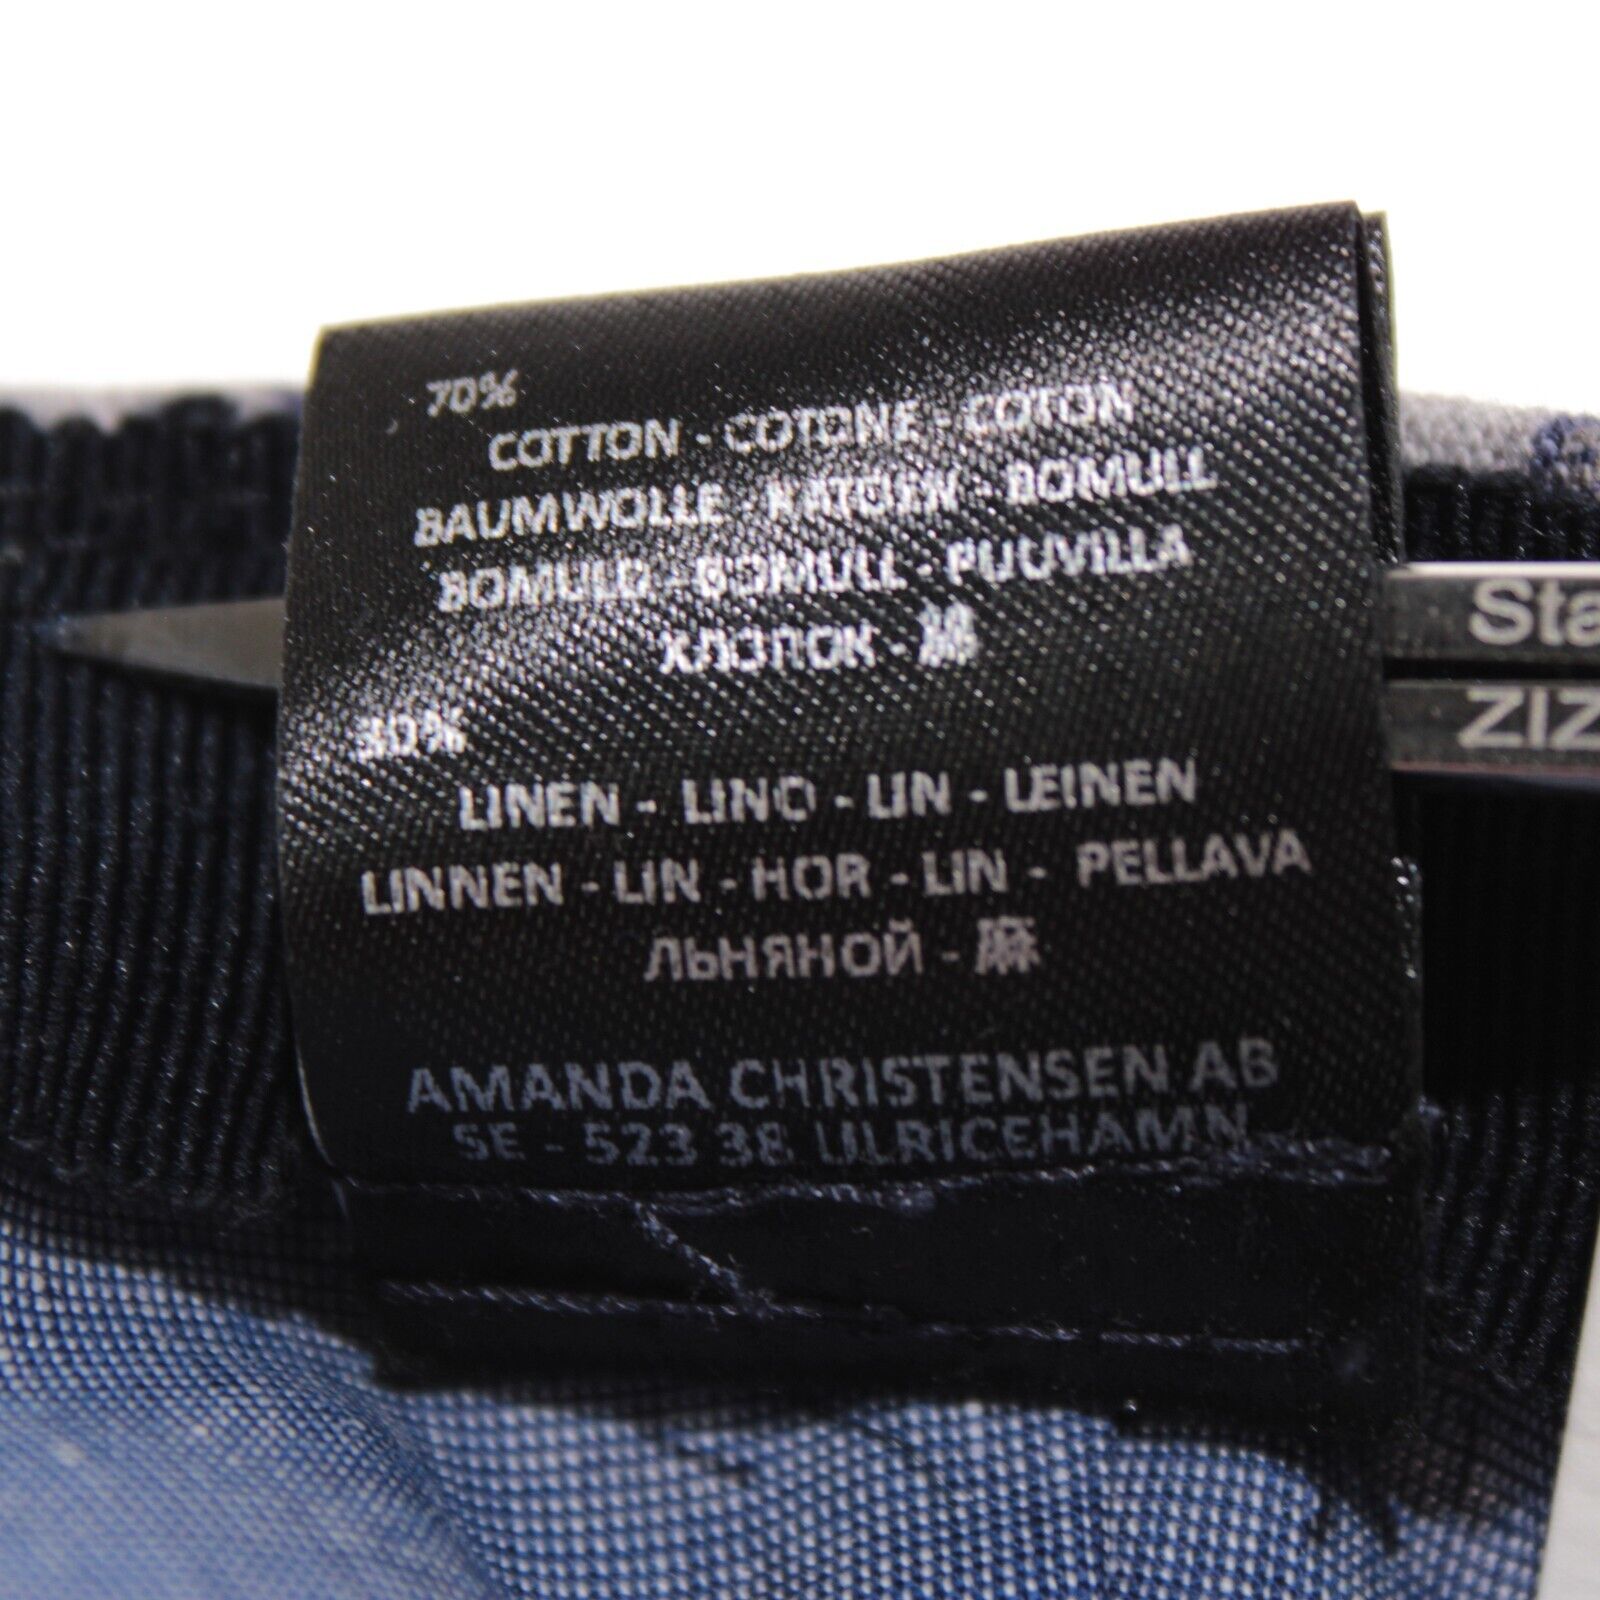 70%
COTTON - COTONE - COTON
BAUMWOLLE - KATOEN - BOMULL
BOMULD - BOMULL - PUUVILLA
ХЛОПОК - 棉
30%
LINEN - LINO - LIN - LEINEN
LINNEN - LIN - HØR - LIN - PELLAVA
ЛЬНЯНОЙ - 麻
AMANDA CHRISTENSEN AB
SE - 523 38 ULRICEHAMN
Sta
ZIZ